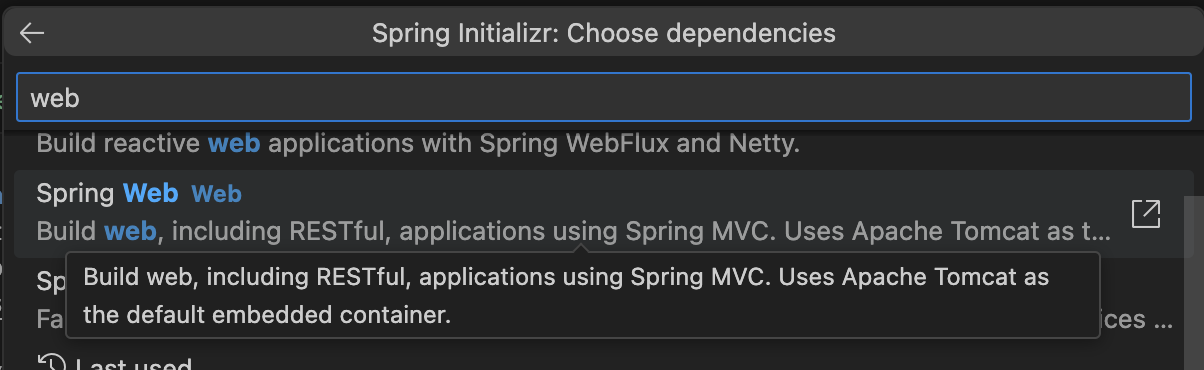 Spring Initializr: Choose dependencies
web
Build reactive web applications with Spring WebFlux and Netty.
Spring Web Web
Build web, including RESTful, applications using Spring MVC. Uses Apache Tomcat as t...
Build web, including RESTful, applications using Spring MVC. Uses Apache Tomcat as
the default embedded container.
Last used